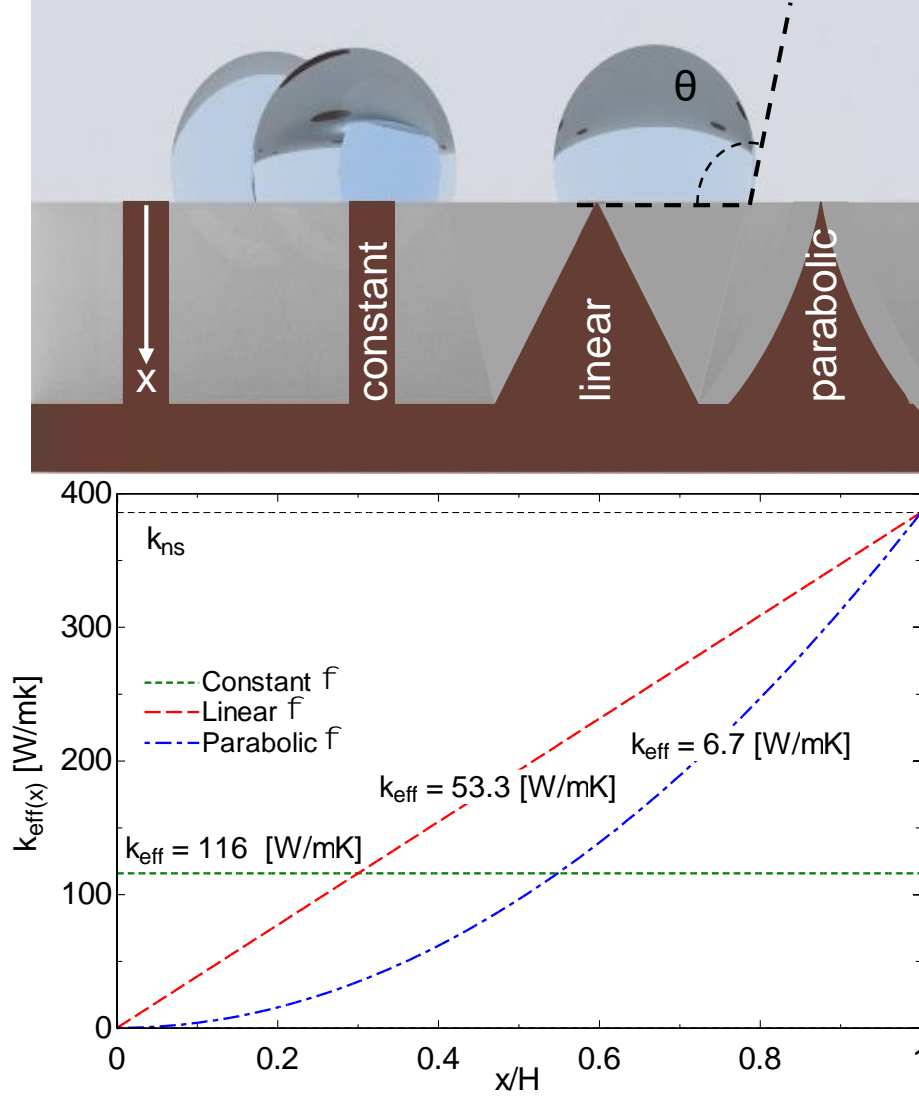 θ
x
constant
linear
parabolic
400
300
200
100
0
k_eff(x) [W/mk]
k_ns
Constant f
Linear f
Parabolic f
k_eff = 6.7 [W/mK]
k_eff = 53.3 [W/mK]
k_eff = 116 [W/mK]
0 0.2 0.4 0.6 0.8 1
x/H